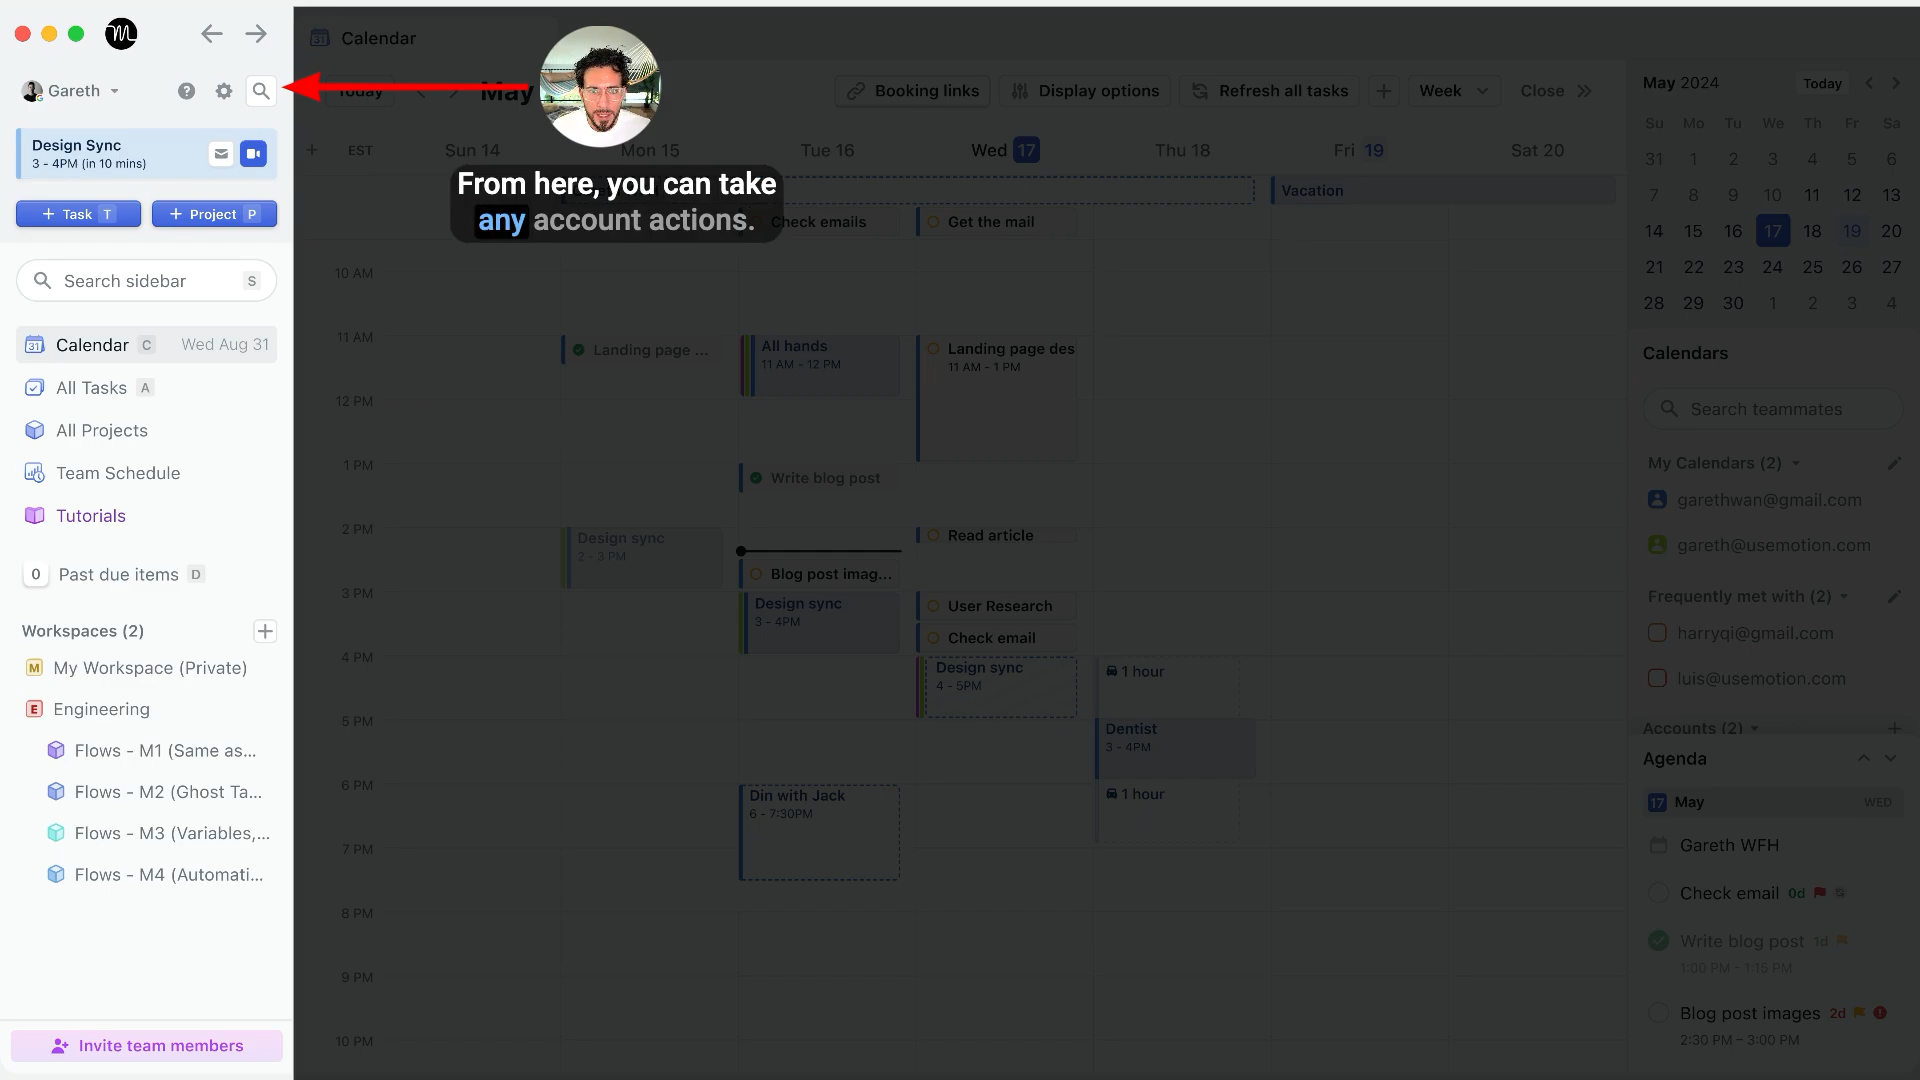 Gareth
Design Sync
3 - 4PM (in 10 mins)
+ Task T
+ Project P
Search sidebar S
Calendar C Wed Aug 31
All Tasks A
All Projects
Team Schedule
Tutorials
0 Past due items D
Workspaces (2)
M My Workspace (Private)
E Engineering
Flows - M1 (Same as...
Flows - M2 (Ghost Ta...
Flows - M3 (Variables,...
Flows - M4 (Automati...
Invite team members
31 Calendar
Today May
Booking links
Display options
Refresh all tasks
Week
Close
From here, you can take
any account actions.
EST
Sun 14
Mon 15
Tue 16
Wed 17
Thu 18
Fri 19
Sat 20
Vacation
Check emails
Get the mail
10 AM
11 AM
12 PM
1 PM
2 PM
3 PM
4 PM
5 PM
6 PM
7 PM
8 PM
9 PM
10 PM
Landing page ...
Design sync
2 - 3 PM
All hands
11 AM - 12 PM
Write blog post
Blog post imag...
Design sync
3 - 4PM
Din with Jack
6 - 7:30PM
Landing page des
11 AM - 1 PM
Read article
User Research
Check email
Design sync
4 - 5PM
1 hour
Dentist
3 - 4PM
1 hour
May 2024 Today
Su Mo Tu We Th Fr Sa
31 1 2 3 4 5 6
7 8 9 10 11 12 13
14 15 16 17 18 19 20
21 22 23 24 25 26 27
28 29 30 1 2 3 4
Calendars
Search teammates
My Calendars (2)
garethwan@gmail.com
gareth@usemotion.com
Frequently met with (2)
harryqi@gmail.com
luis@usemotion.com
Accounts (2)
Agenda
17 May WED
Gareth WFH
Check email 0d
Write blog post 1d
1:00 PM - 1:15 PM
Blog post images 2d
2:30 PM – 3:00 PM